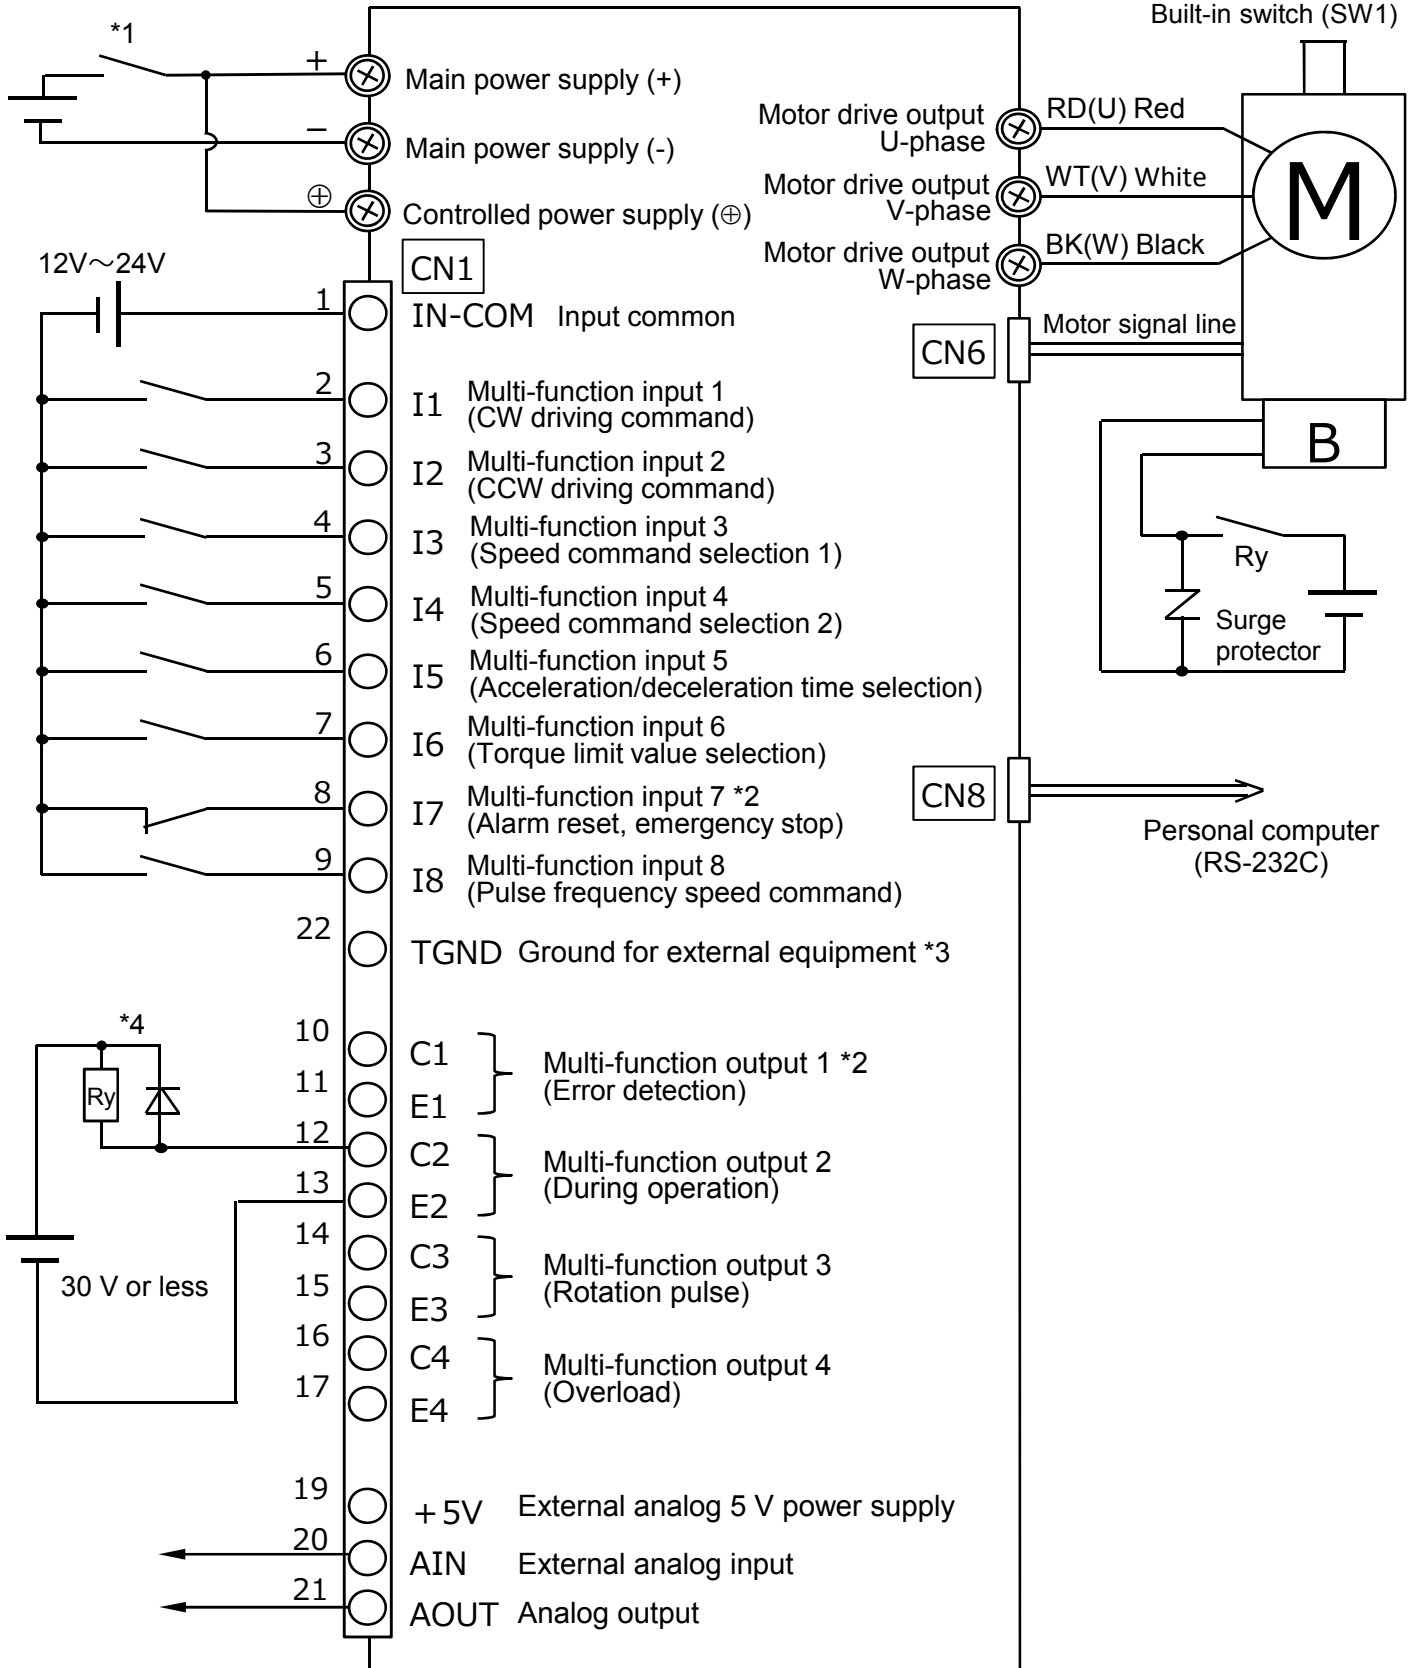 Built-in switch (SW1)
*1
+
Main power supply (+)
−
Main power supply (-)
⊕
Controlled power supply (⊕)
Motor drive output
U-phase
RD(U) Red
Motor drive output
V-phase
WT(V) White
Motor drive output
W-phase
BK(W) Black
M
CN1
12V～24V
1
IN-COM Input common
CN6
Motor signal line
2
I1
Multi-function input 1
(CW driving command)
3
I2
Multi-function input 2
(CCW driving command)
B
4
I3
Multi-function input 3
(Speed command selection 1)
5
I4
Multi-function input 4
(Speed command selection 2)
Ry
Surge
protector
6
I5
Multi-function input 5
(Acceleration/deceleration time selection)
7
I6
Multi-function input 6
(Torque limit value selection)
8
I7
Multi-function input 7 *2
(Alarm reset, emergency stop)
CN8
Personal computer
(RS-232C)
9
I8
Multi-function input 8
(Pulse frequency speed command)
22
TGND Ground for external equipment *3
*4
Ry
10
C1
11
E1
Multi-function output 1 *2
(Error detection)
12
C2
13
E2
Multi-function output 2
(During operation)
30 V or less
14
C3
15
E3
Multi-function output 3
(Rotation pulse)
16
C4
17
E4
Multi-function output 4
(Overload)
19
+5V External analog 5 V power supply
20
AIN External analog input
21
AOUT Analog output